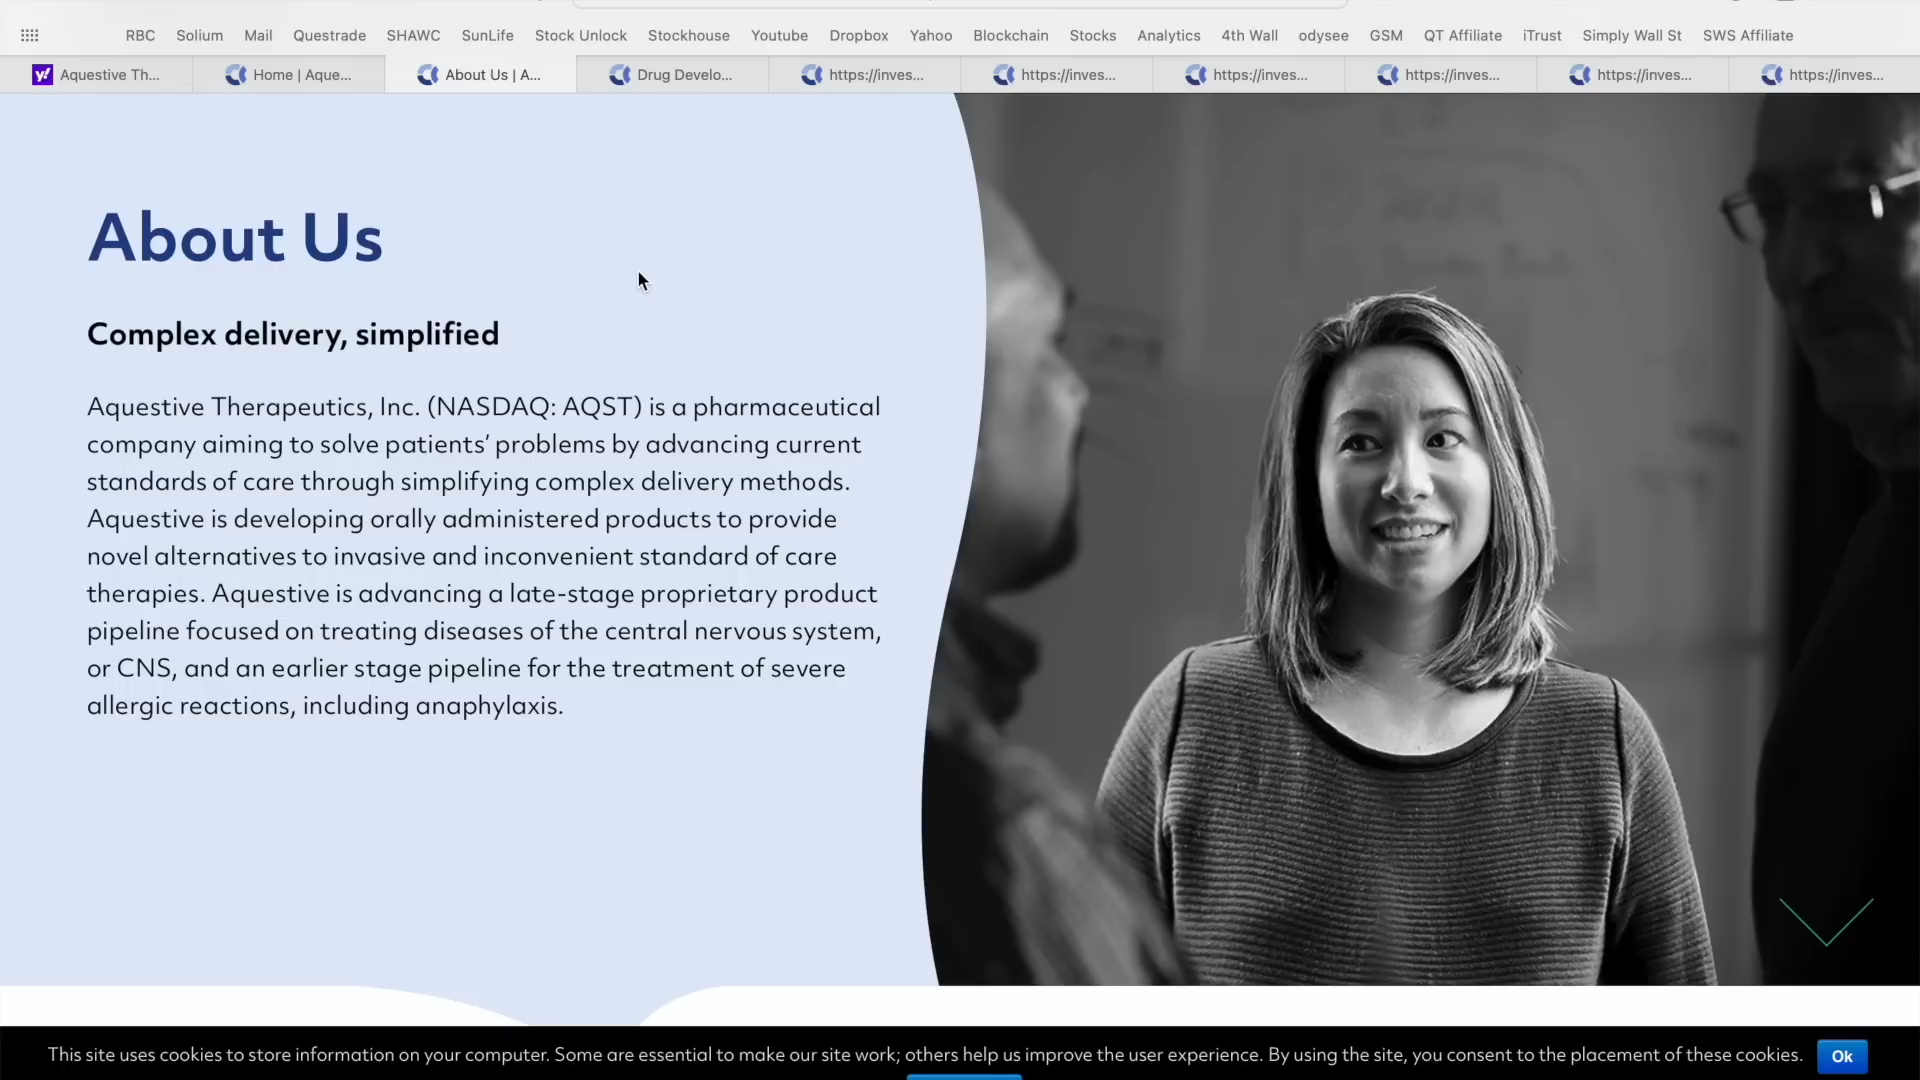 RBC Solium Mail Questrade SHAWC SunLife Stock Unlock Stockhouse Youtube Dropbox Yahoo Blockchain Stocks Analytics 4th Wall odysee GSM QT Affiliate iTrust Simply Wall St SWS Affiliate
y! Aquestive Th... Home | Aque... About Us | A... Drug Develo... https://inves... https://inves... https://inves... https://inves... https://inves... https://inves...
About Us
Complex delivery, simplified
Aquestive Therapeutics, Inc. (NASDAQ: AQST) is a pharmaceutical
company aiming to solve patients’ problems by advancing current
standards of care through simplifying complex delivery methods.
Aquestive is developing orally administered products to provide
novel alternatives to invasive and inconvenient standard of care
therapies. Aquestive is advancing a late-stage proprietary product
pipeline focused on treating diseases of the central nervous system,
or CNS, and an earlier stage pipeline for the treatment of severe
allergic reactions, including anaphylaxis.
This site uses cookies to store information on your computer. Some are essential to make our site work; others help us improve the user experience. By using the site, you consent to the placement of these cookies. Ok